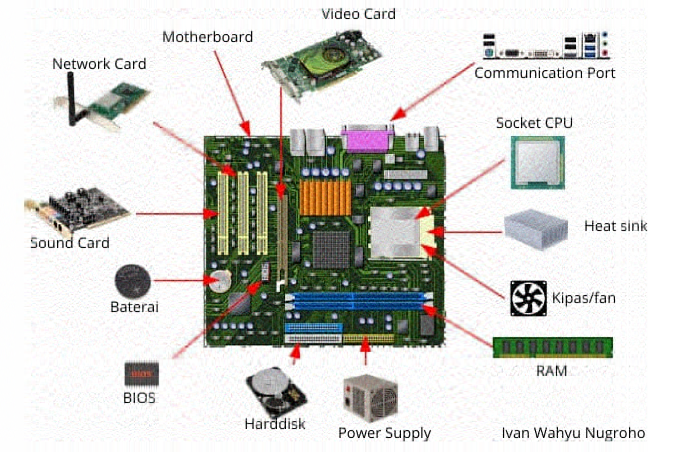 Video Card
Motherboard
Network Card
Communication Port
Socket CPU
Sound Card
Heat sink
Baterai
Kipas/fan
BIOS
BIOS
RAM
Harddisk
Power Supply
Ivan Wahyu Nugroho